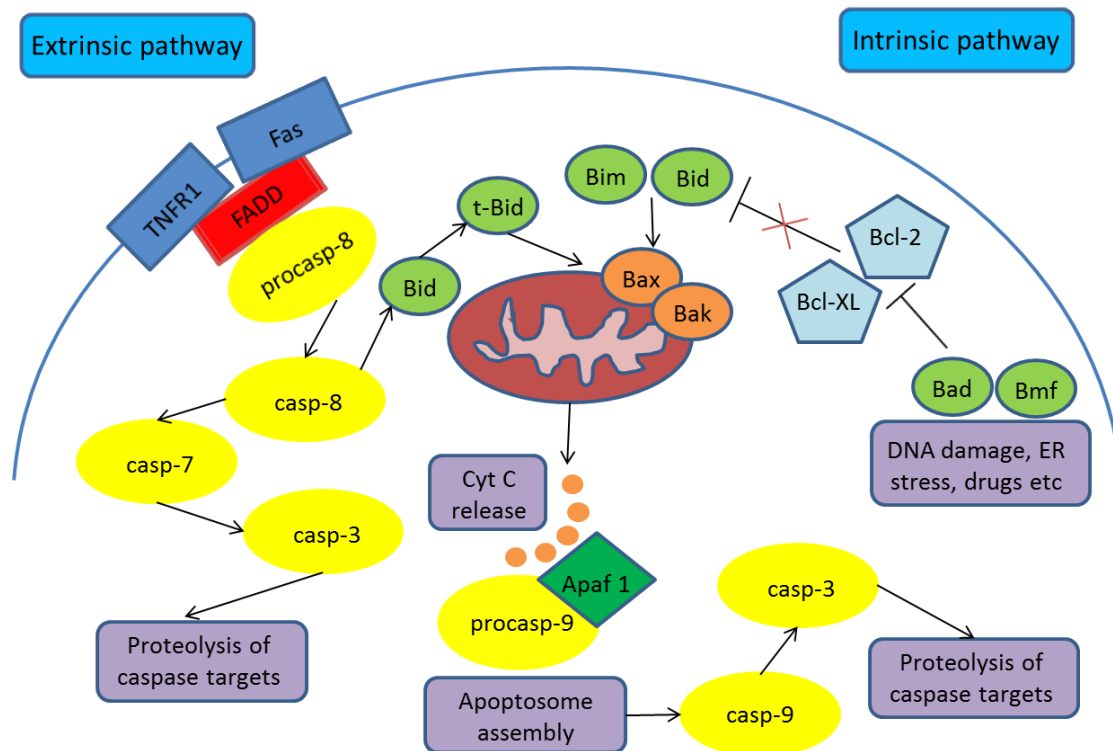 Extrinsic pathway
Intrinsic pathway
Fas
TNFR1
FADD
procasp-8
t-Bid
Bid
Bim
Bid
Bax
Bak
Bcl-2
Bcl-XL
Bad
Bmf
DNA damage, ER
stress, drugs etc
casp-8
casp-7
casp-3
Proteolysis of
caspase targets
Cyt C
release
Apaf 1
procasp-9
Apoptosome
assembly
casp-9
casp-3
Proteolysis of
caspase targets